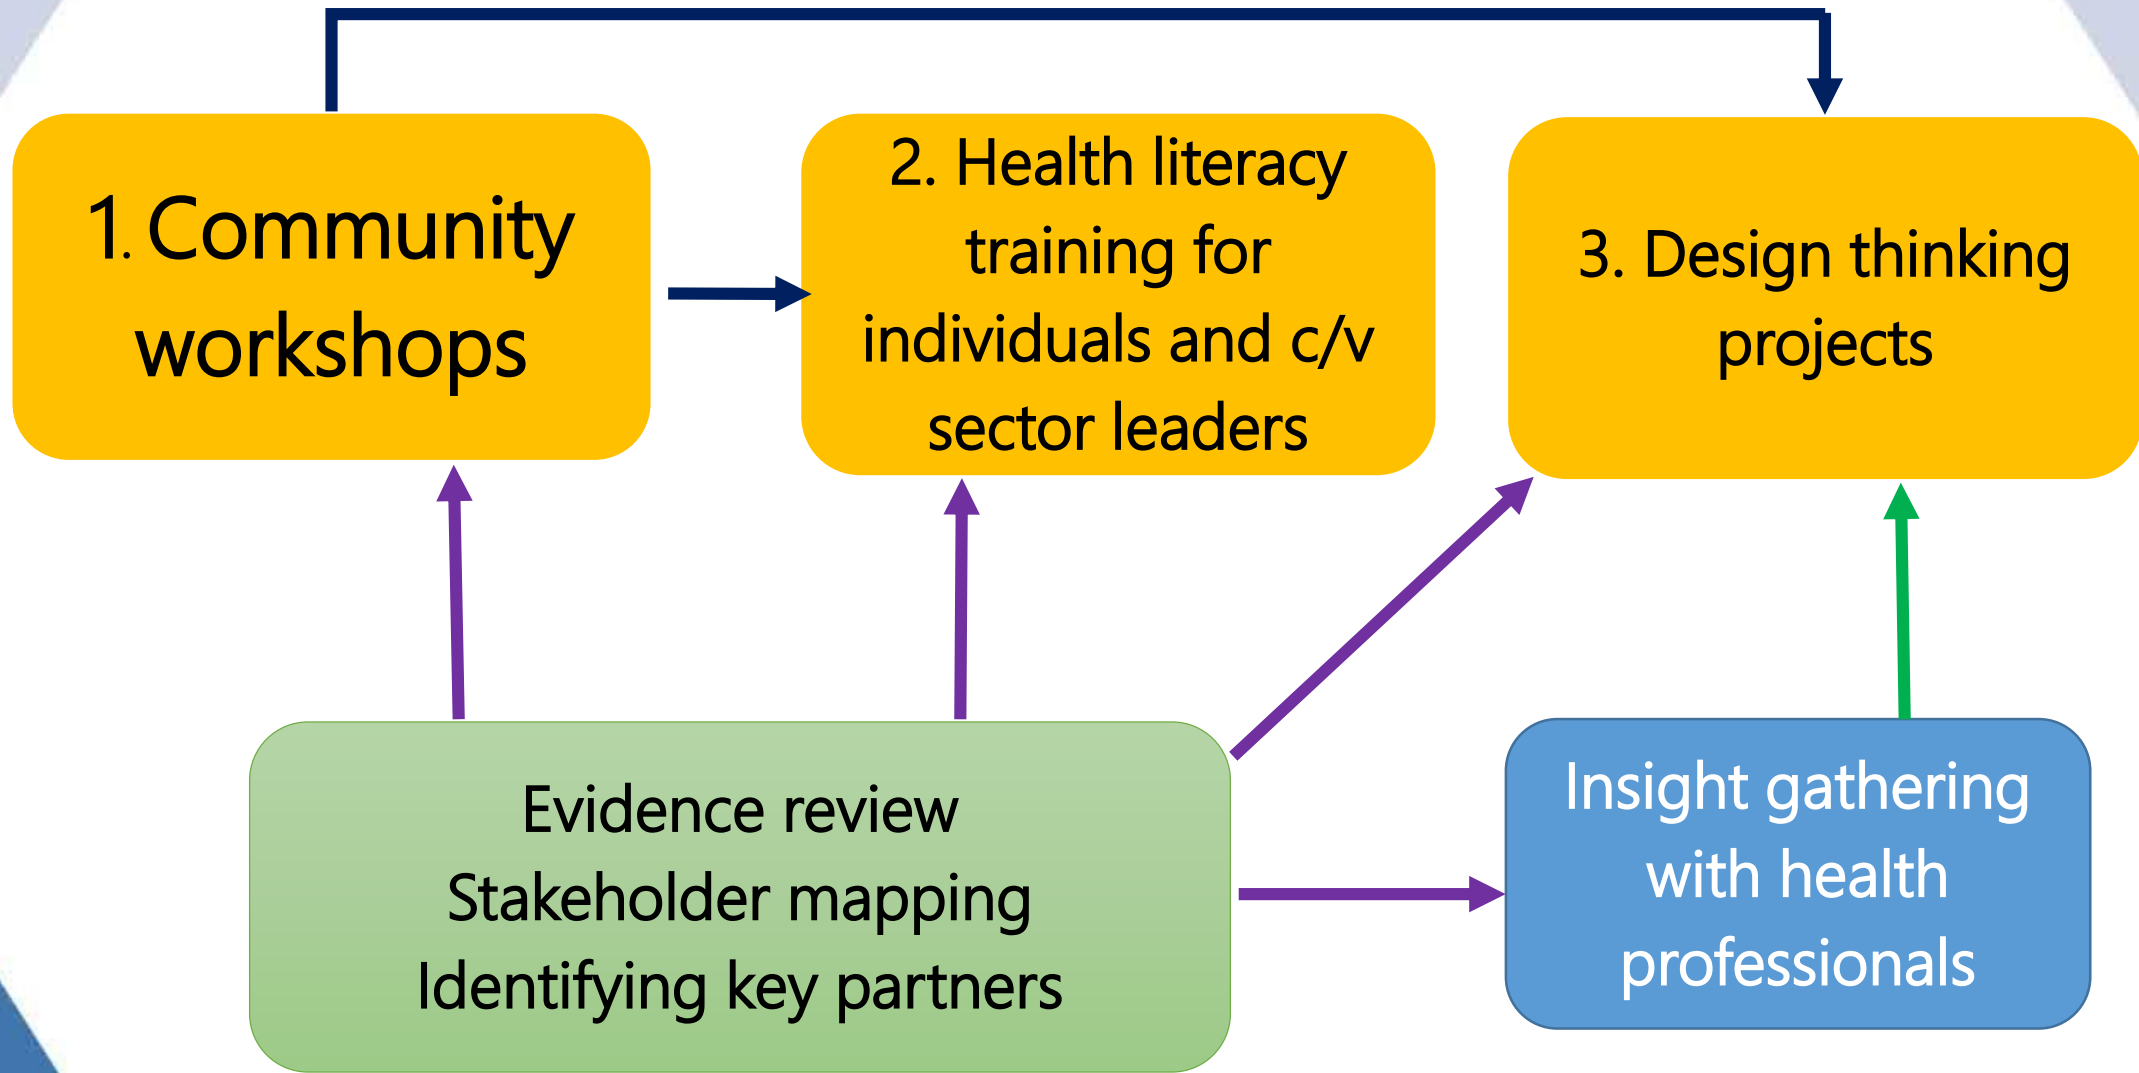 1. Community
workshops
2. Health literacy
training for
individuals and c/v
sector leaders
3. Design thinking
projects
Evidence review
Stakeholder mapping
Identifying key partners
Insight gathering
with health
professionals